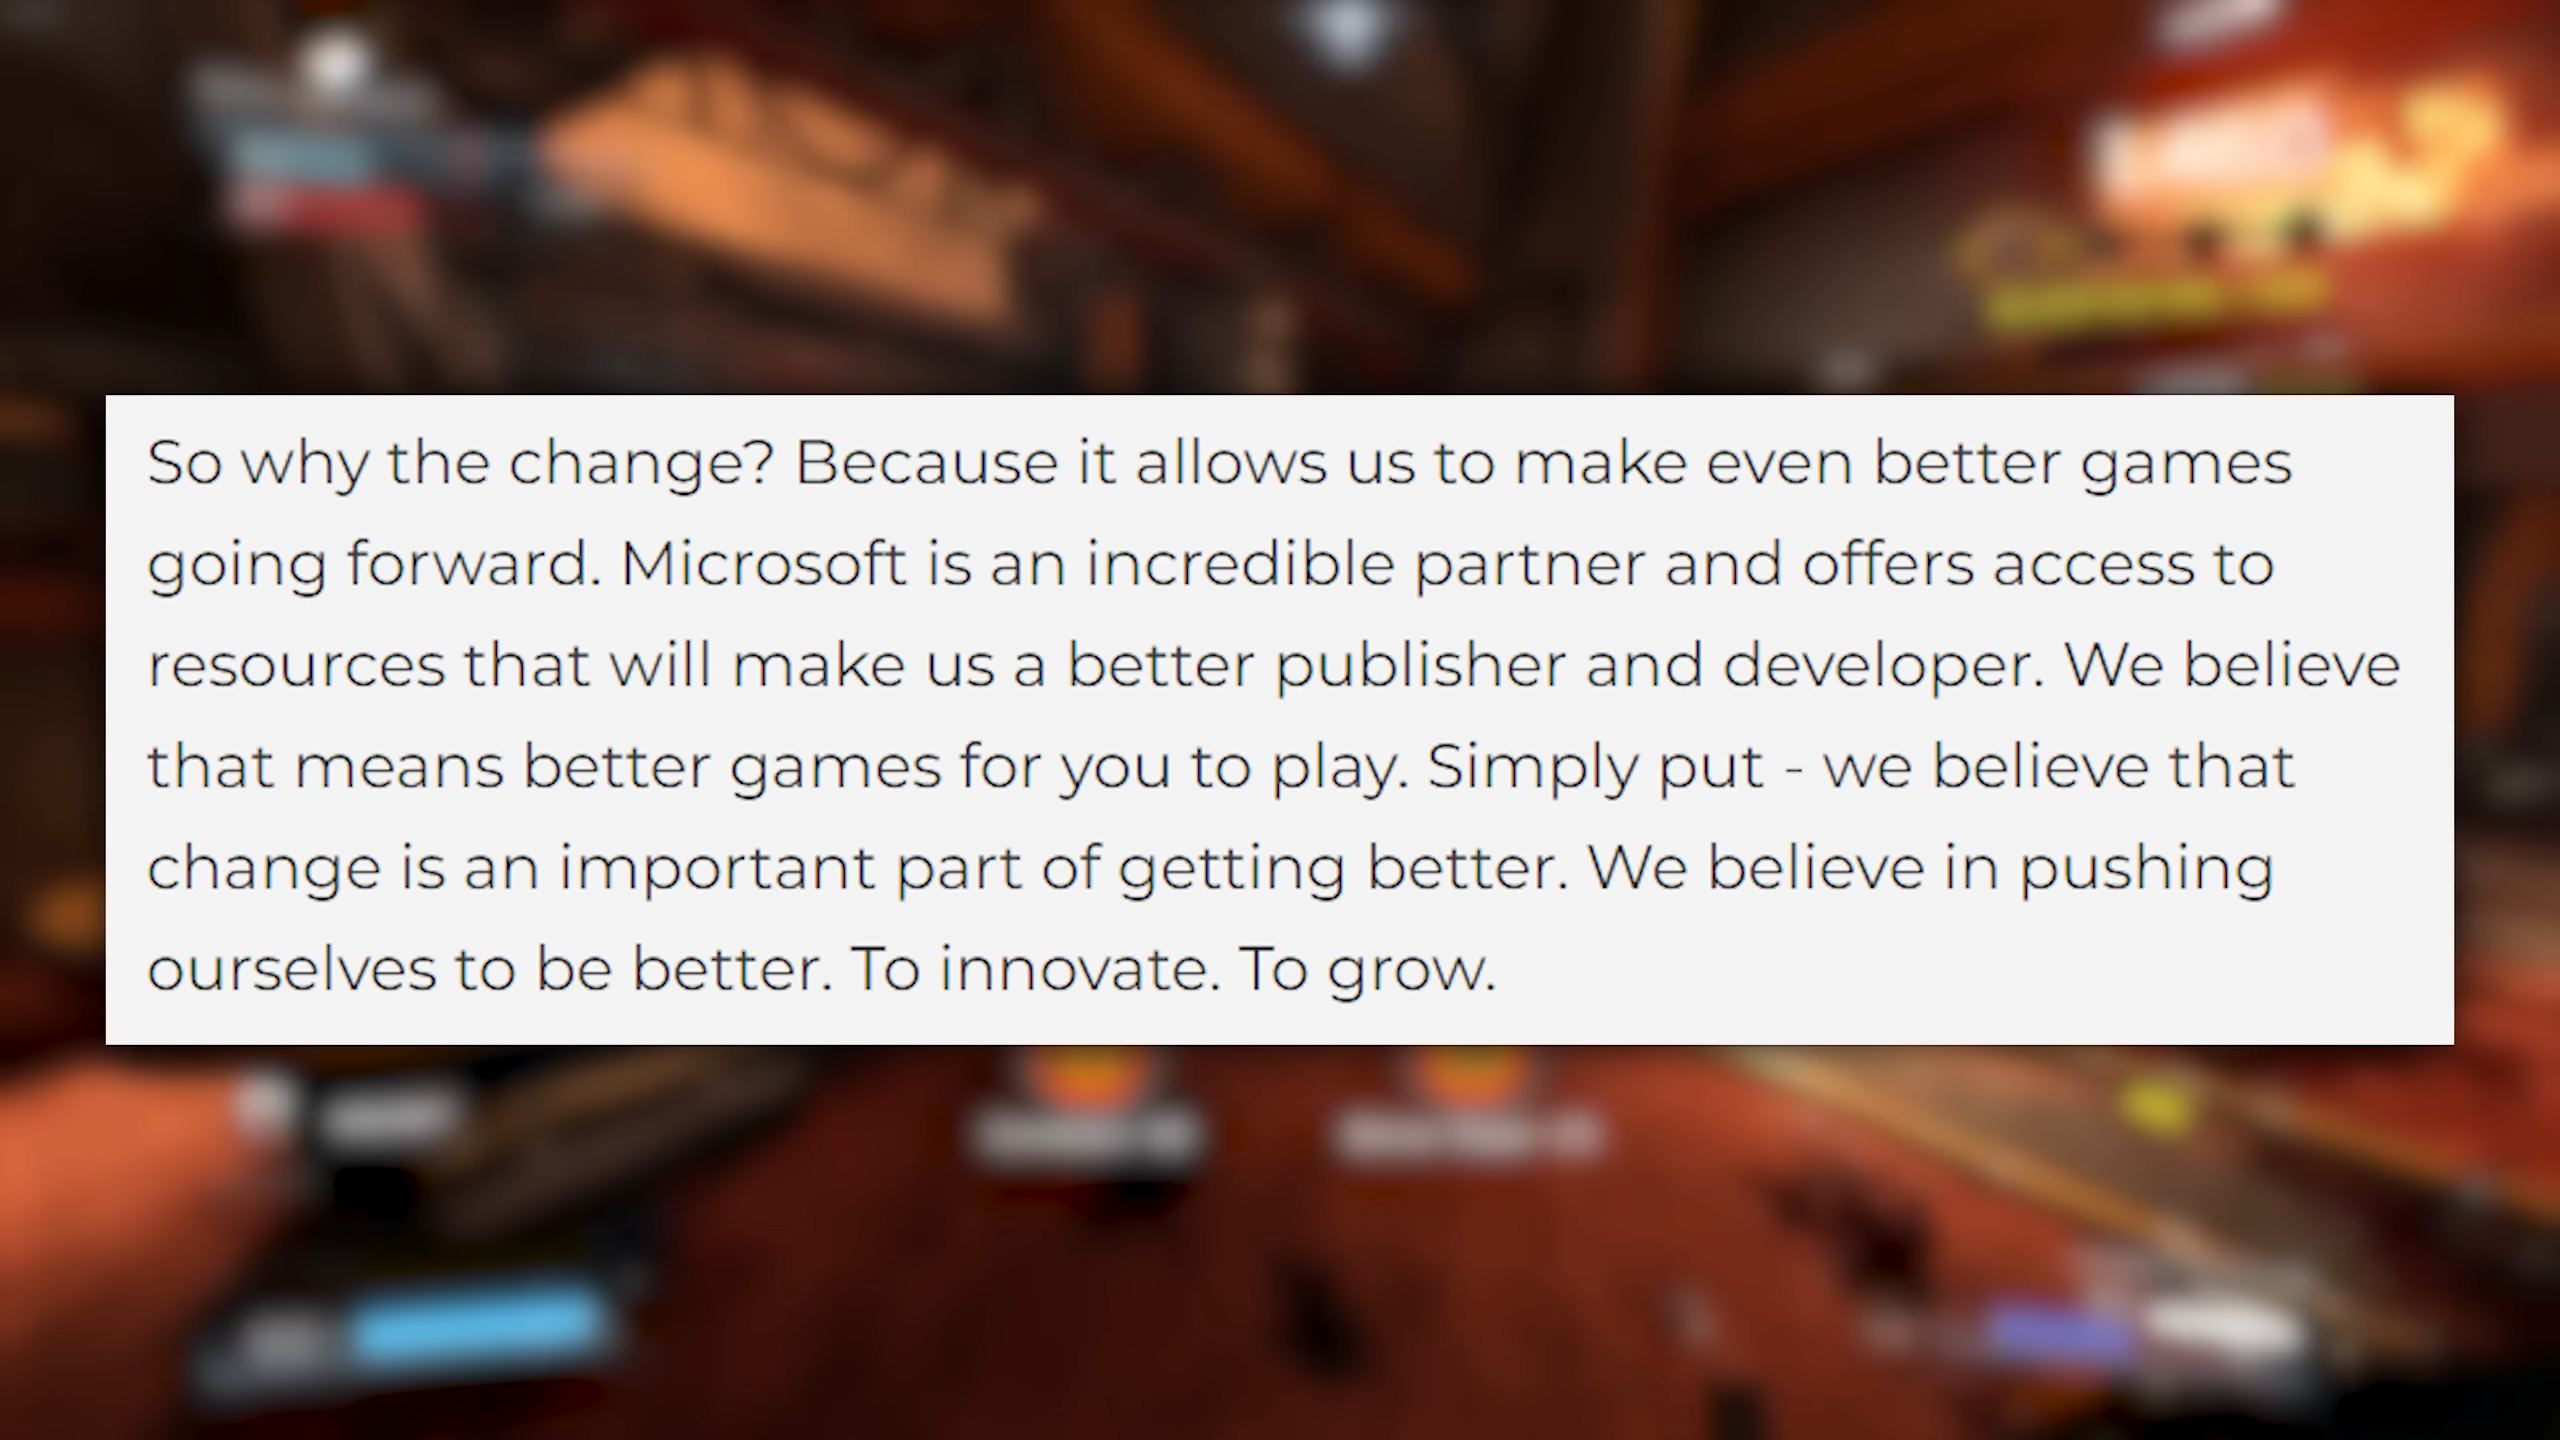 So why the change? Because it allows us to make even better games
going forward. Microsoft is an incredible partner and offers access to
resources that will make us a better publisher and developer. We believe
that means better games for you to play. Simply put - we believe that
change is an important part of getting better. We believe in pushing
ourselves to be better. To innovate. To grow.